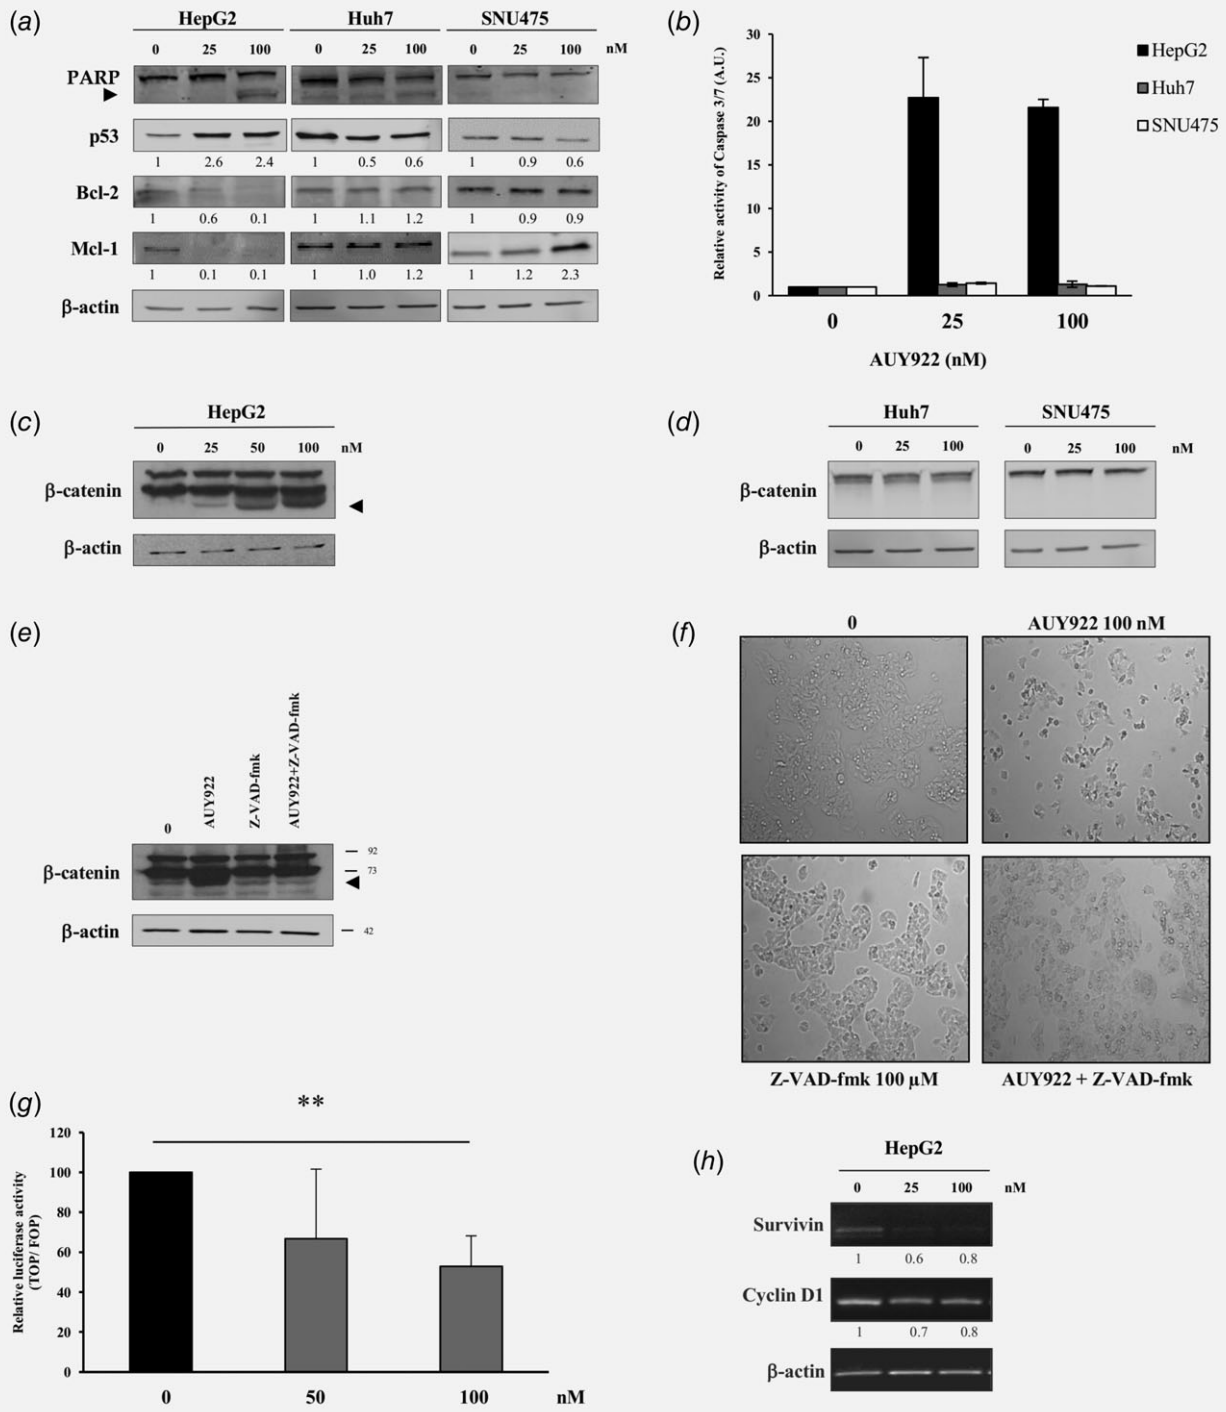 (a)
HepG2 Huh7 SNU475
0 25 100 0 25 100 0 25 100 nM
PARP
p53
1 2.6 2.4 1 0.5 0.6 1 0.9 0.6
Bcl-2
1 0.6 0.1 1 1.1 1.2 1 0.9 0.9
Mcl-1
1 0.1 0.1 1 1.0 1.2 1 1.2 2.3
β-actin
(b)
Relative activity of Caspase 3/7 (A.U.)
30
25
20
15
10
5
0
HepG2
Huh7
SNU475
0 25 100
AUY922 (nM)
(c)
HepG2
0 25 50 100 nM
β-catenin
β-actin
(d)
Huh7 SNU475
0 25 100 0 25 100 nM
β-catenin
β-actin
(e)
0 AUY922 Z-VAD-fmk AUY922+Z-VAD-fmk
92
β-catenin 73
β-actin 42
(f)
0 AUY922 100 nM
Z-VAD-fmk 100 μM AUY922 + Z-VAD-fmk
(g)
**
Relative luciferase activity
(TOP/ FOP)
120
100
80
60
40
20
0
0 50 100 nM
(h)
HepG2
0 25 100 nM
Survivin
1 0.6 0.8
Cyclin D1
1 0.7 0.8
β-actin